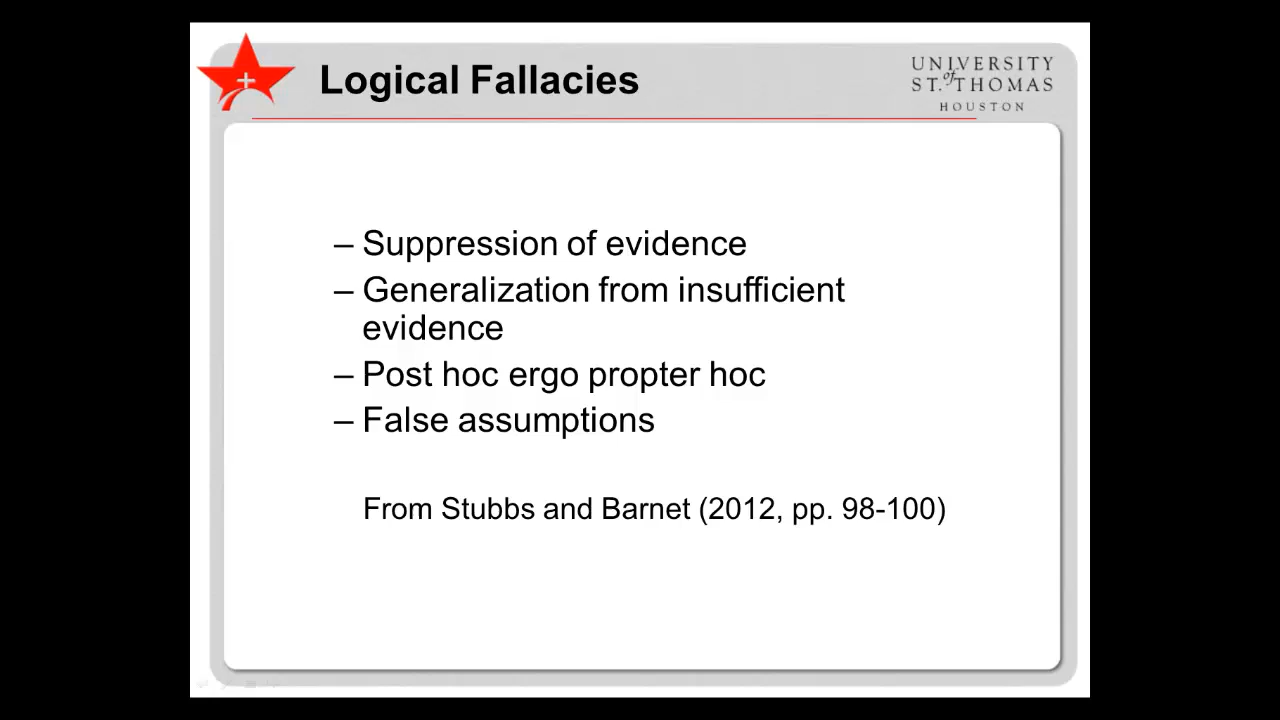 Logical Fallacies
UNIVERSITY
of
ST. THOMAS
HOUSTON
– Suppression of evidence
– Generalization from insufficient
evidence
– Post hoc ergo propter hoc
– False assumptions
From Stubbs and Barnet (2012, pp. 98-100)